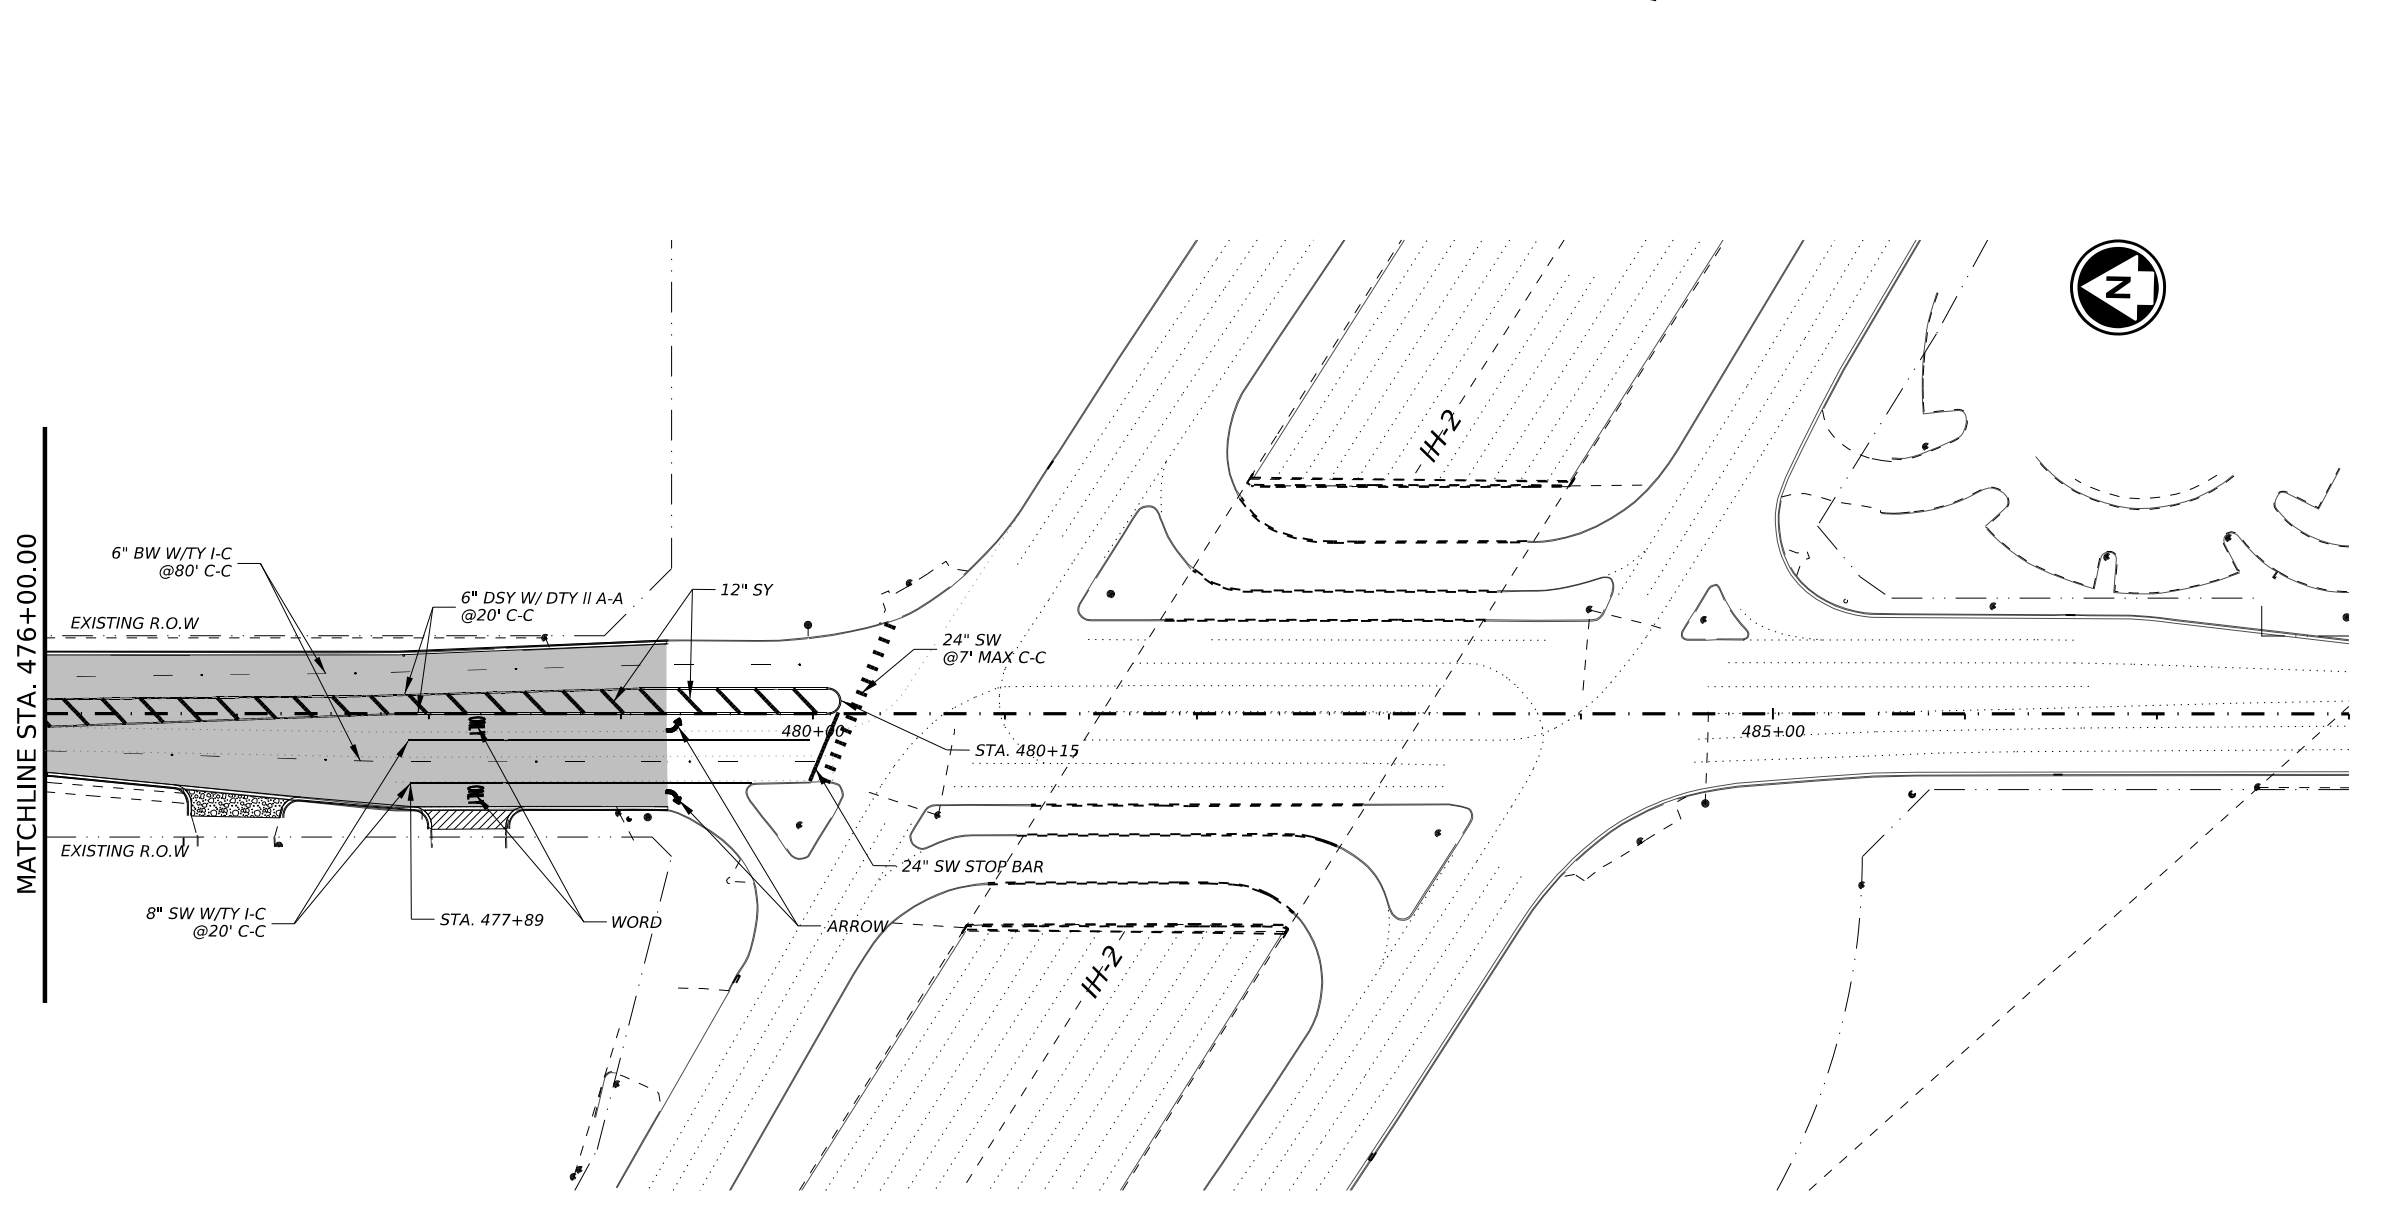 N
IH-2
MATCHLINE STA. 476+00.00
6" BW W/TY I-C
@80' C-C
6" DSY W/ DTY II A-A
@20' C-C
12" SY
EXISTING R.O.W
24" SW
@7' MAX C-C
480+00
STA. 480+15
485+00
EXISTING R.O.W
24" SW STOP BAR
8" SW W/TY I-C
@20' C-C
STA. 477+89
WORD
ARROW
IH-2